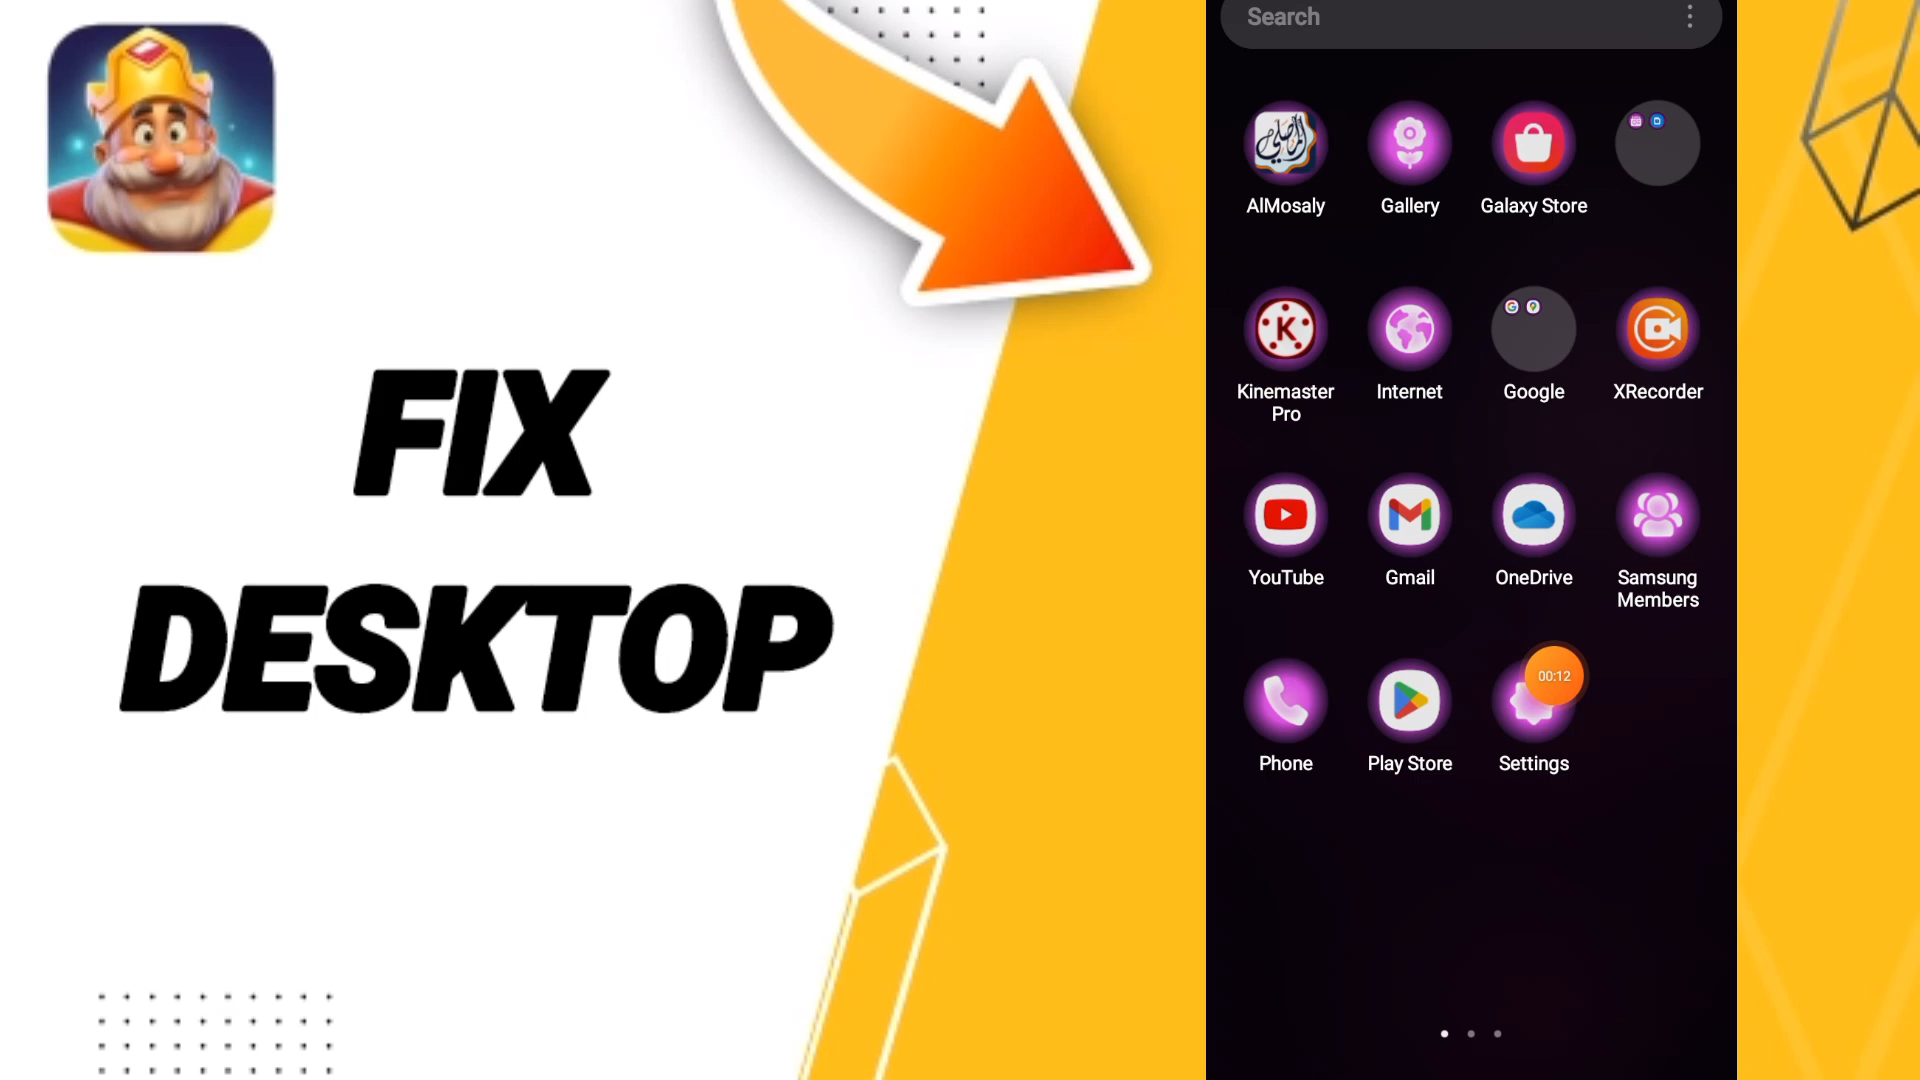 FIX
DESKTOP
Search
AlMosaly
Gallery
Galaxy Store
Kinemaster
Pro
Internet
Google
XRecorder
YouTube
Gmail
OneDrive
Samsung
Members
00:12
Phone
Play Store
Settings